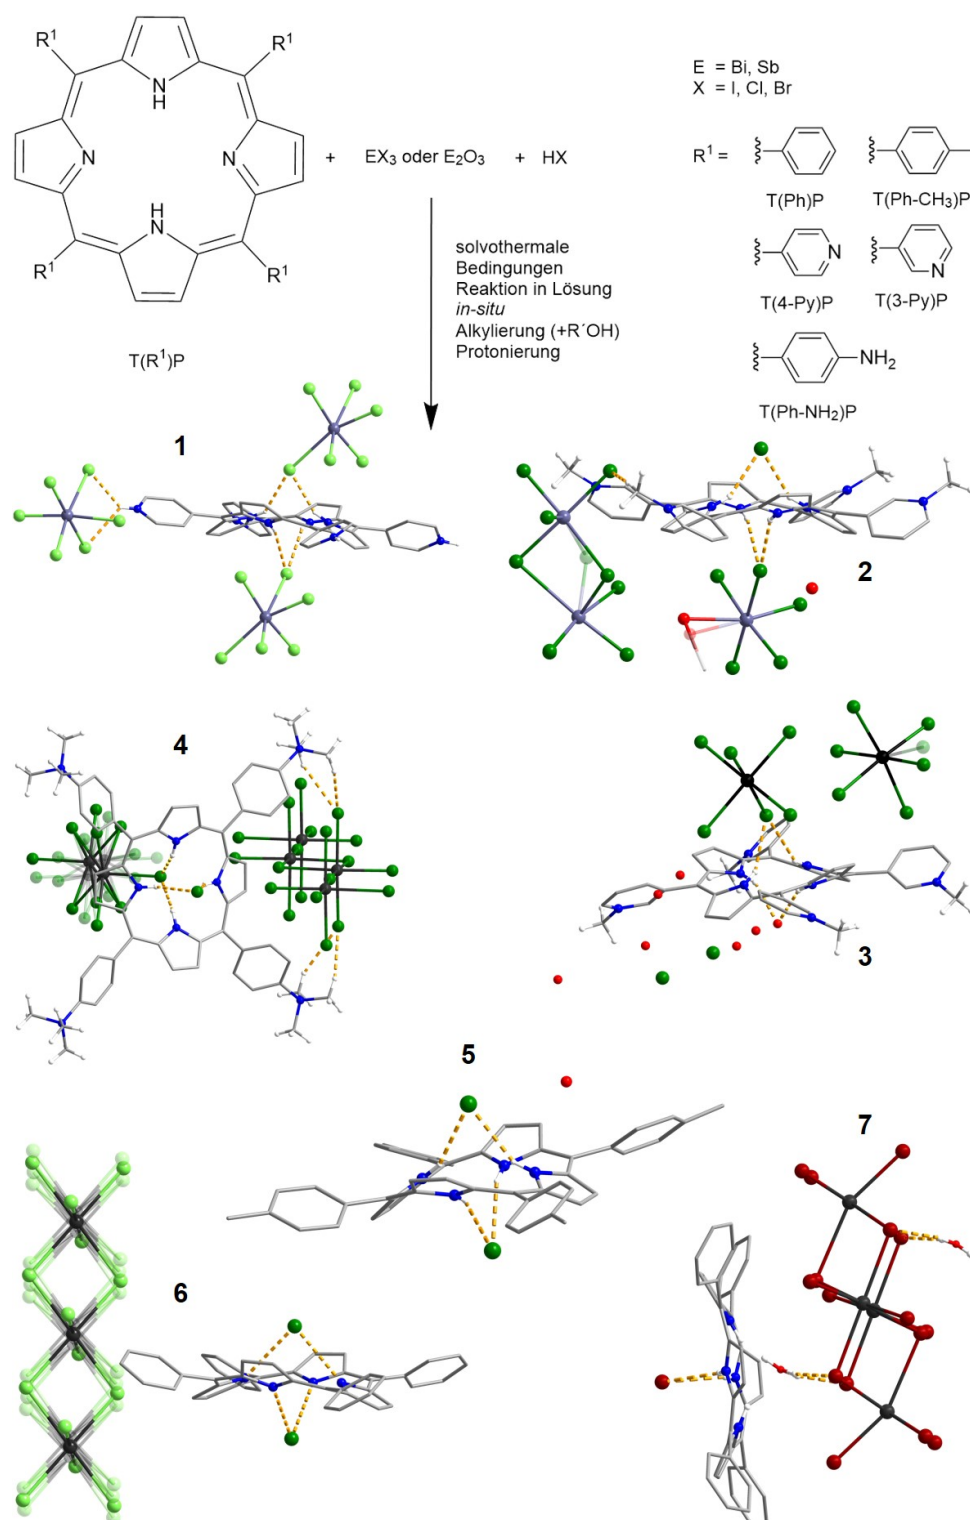 R¹ R¹
N
H
N N
H
N
R¹ R¹
+ EX₃ oder E₂O₃ + HX
T(R¹)P
solvothermale
Bedingungen
Reaktion in Lösung
in-situ
Alkylierung (+R´OH)
Protonierung
E = Bi, Sb
X = I, Cl, Br
R¹ =
T(Ph)P T(Ph-CH₃)P
N N
T(4-Py)P T(3-Py)P
NH₂
T(Ph-NH₂)P
1
2
4
3
5
7
6